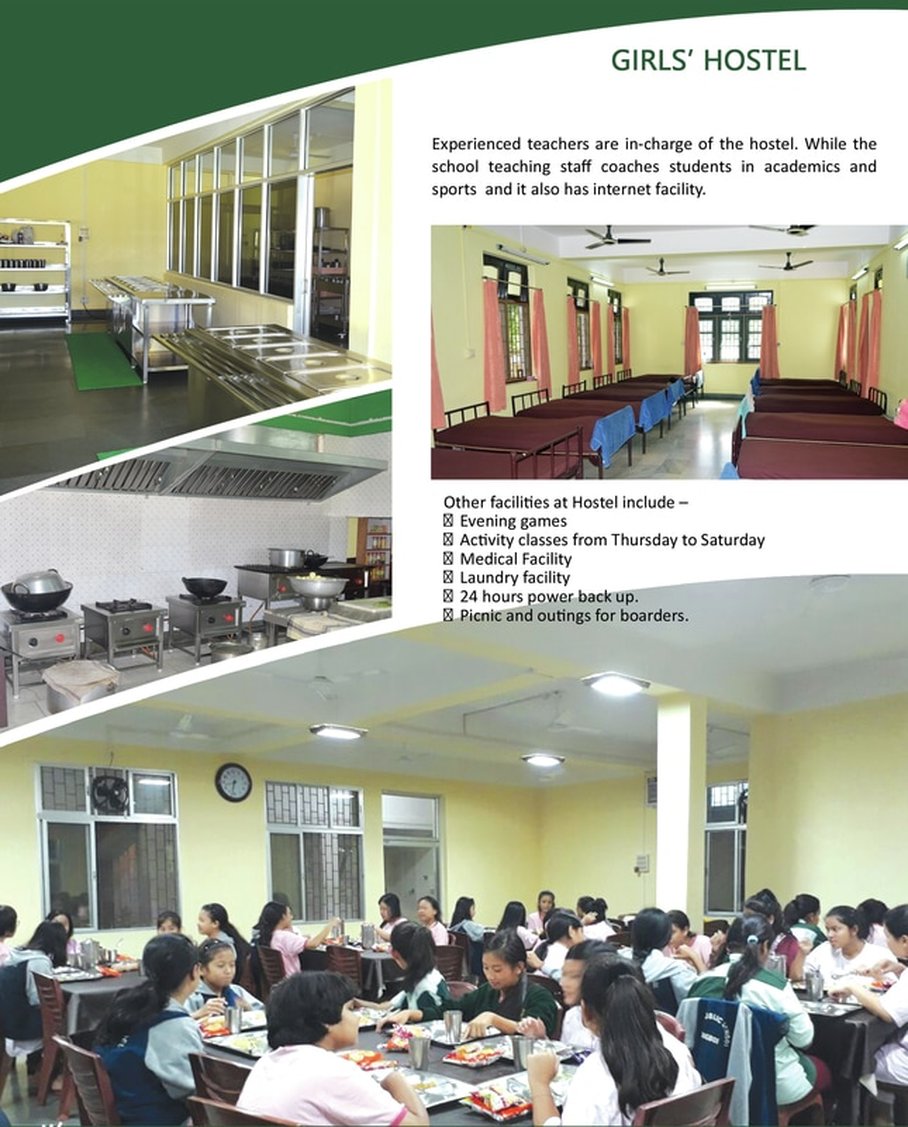 GIRLS’ HOSTEL
Experienced teachers are in-charge of the hostel. While the
school teaching staff coaches students in academics and
sports and it also has internet facility.
Other facilities at Hostel include –
Evening games
Activity classes from Thursday to Saturday
Medical Facility
Laundry facility
24 hours power back up.
Picnic and outings for boarders.